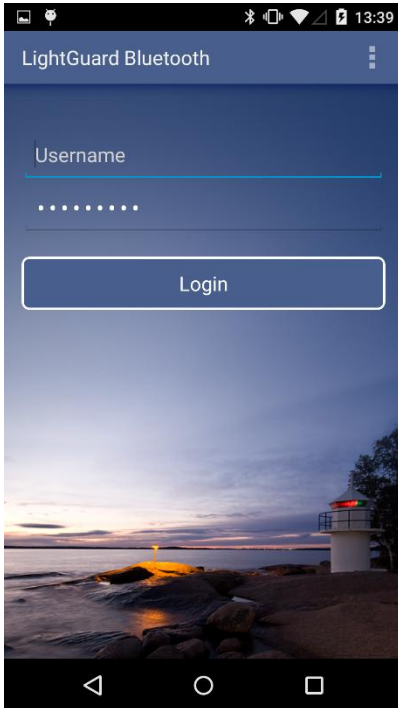 13:39
LightGuard Bluetooth
Username
•••••••••
Login